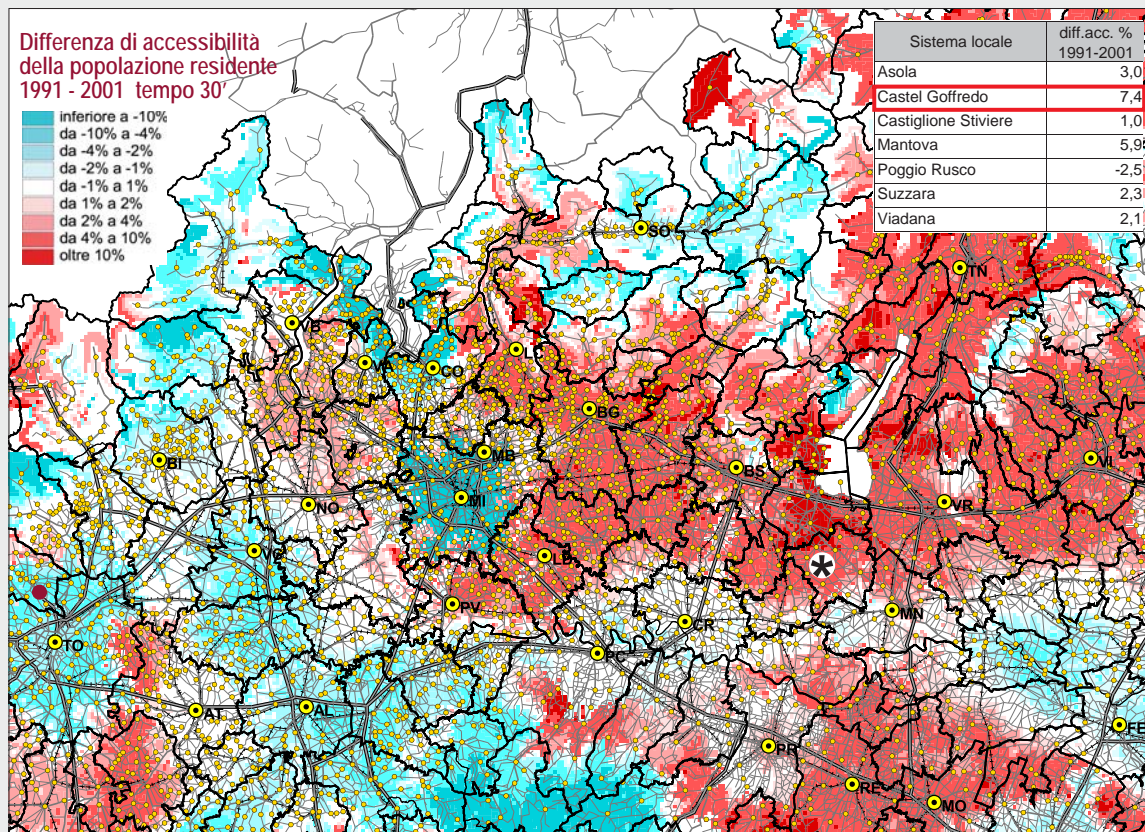 Differenza di accessibilità
della popolazione residente
1991 - 2001 tempo 30'
inferiore a -10%
da -10% a -4%
da -4% a -2%
da -2% a -1%
da -1% a 1%
da 1% a 2%
da 2% a 4%
da 4% a 10%
oltre 10%
Sistema locale diff.acc. % 1991-2001
Asola 3,0
Castel Goffredo 7,4
Castiglione Stiviere 1,0
Mantova 5,9
Poggio Rusco -2,5
Suzzara 2,3
Viadana 2,1
SO
TN
VB
VA
CO
BG
MB
BI
BS
VI
MI
NO
VR
VC
PV
MN
CR
TO
AT
AL
FE
PR
RE
MO